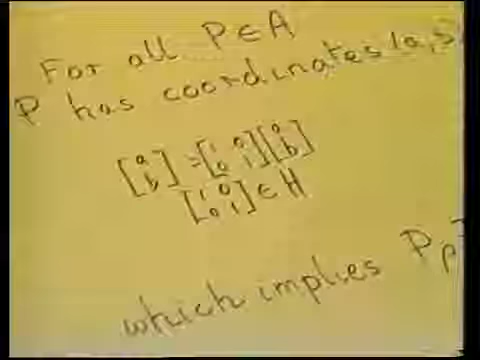 For all P ∈ A
P has coordinates (a,
[a b] = [1 0 0 1][a b]
[1 0 0 1] ∈ H
which implies P ρ